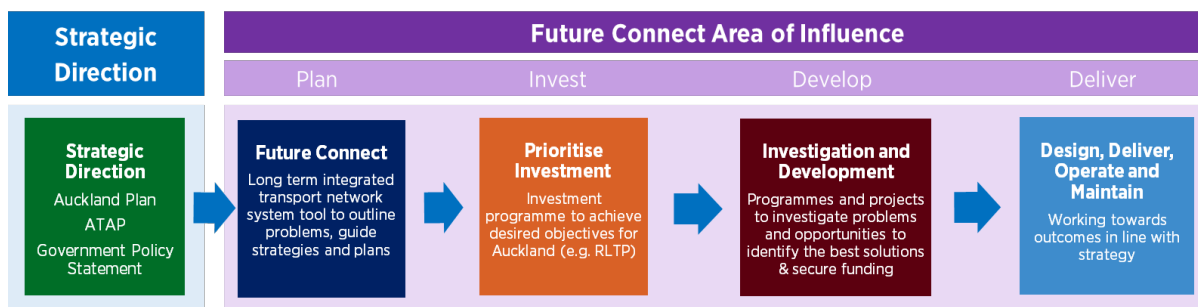 Strategic
Direction
Future Connect Area of Influence
Plan
Invest
Develop
Deliver
Strategic
Direction
Auckland Plan
ATAP
Government Policy
Statement
Future Connect
Long term integrated
transport network
system tool to outline
problems, guide
strategies and plans
Prioritise
Investment
Investment
programme to achieve
desired objectives for
Auckland (e.g. RLTP)
Investigation and
Development
Programmes and projects
to investigate problems
and opportunities to
identify the best solutions
& secure funding
Design, Deliver,
Operate and
Maintain
Working towards
outcomes in line with
strategy